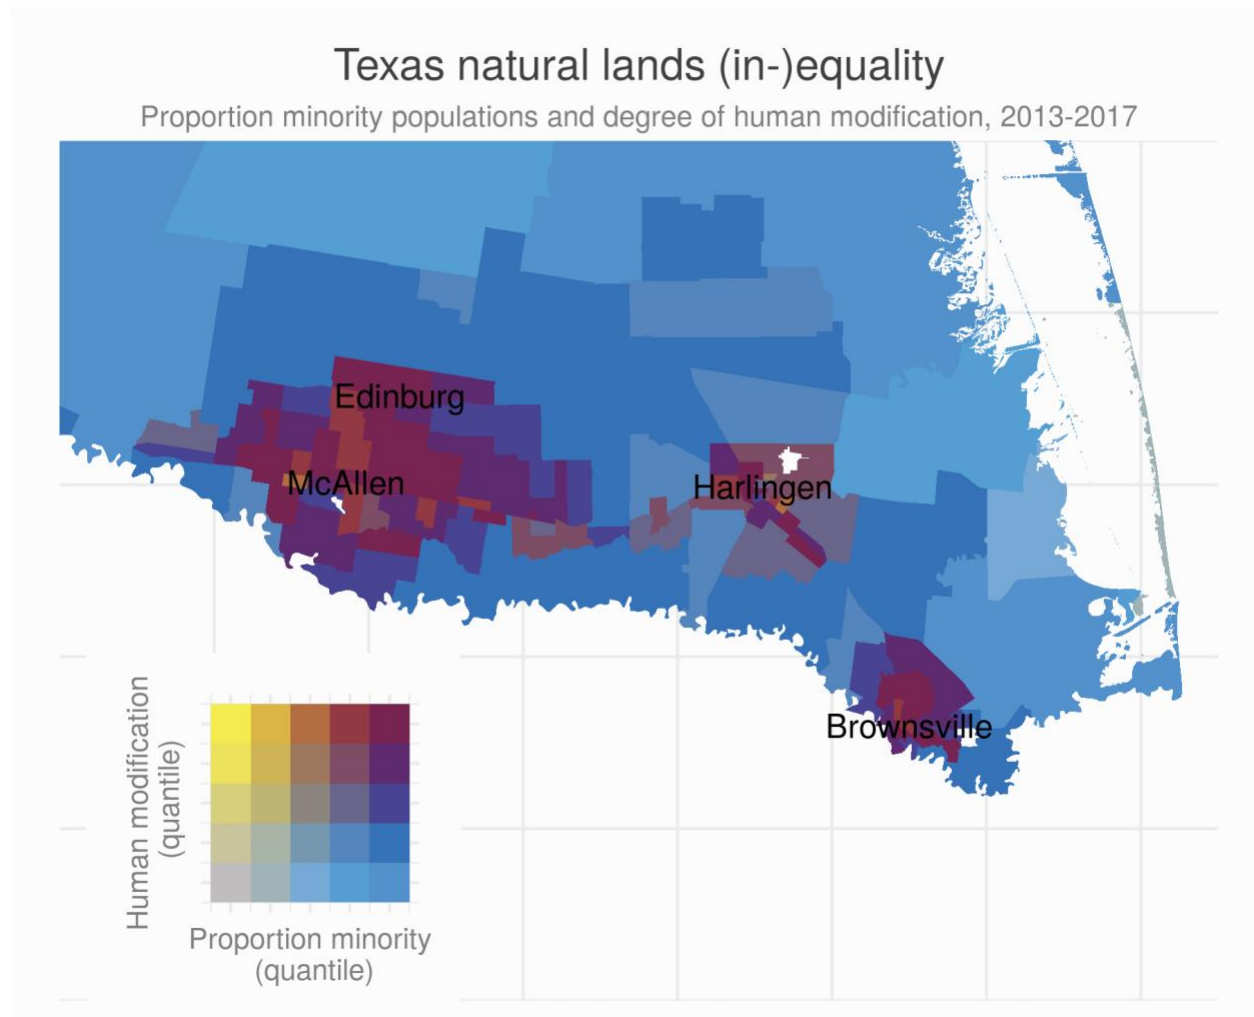 Texas natural lands (in-)equality
Proportion minority populations and degree of human modification, 2013-2017
Edinburg
McAllen
Harlingen
Brownsville
Human modification
(quantile)
Proportion minority
(quantile)